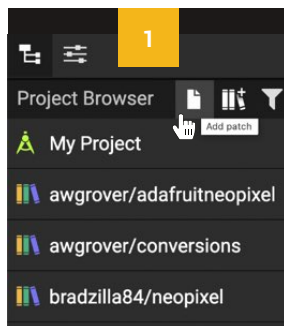 1
Project Browser
Add patch
My Project
awgrover/adafruitneopixel
awgrover/conversions
bradzilla84/neopixel